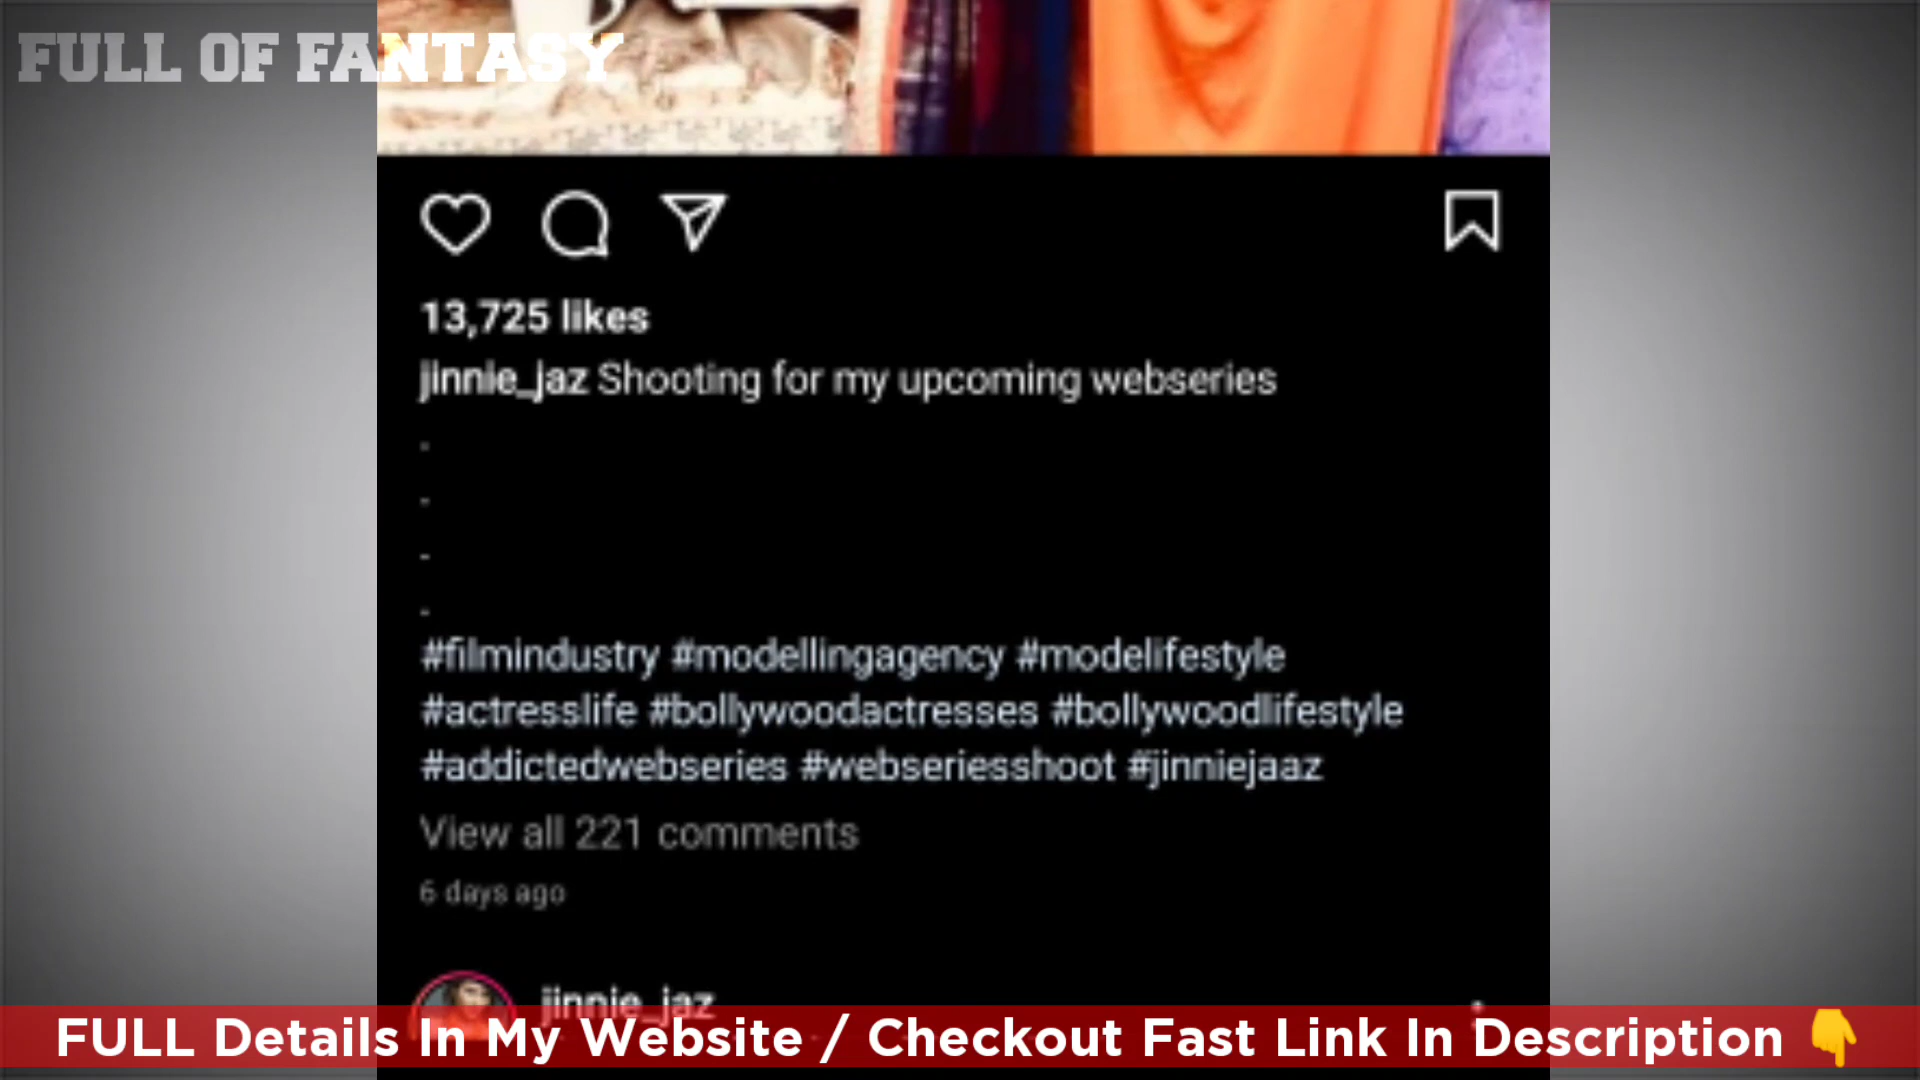 FULL OF FANTASY
13,725 likes
jinnie_jaz Shooting for my upcoming webseries
.
.
.
.
#filmindustry #modellingagency #modelifestyle
#actresslife #bollywoodactresses #bollywoodlifestyle
#addictedwebseries #webseriesshoot #jinniejaaz
View all 221 comments
6 days ago
jinnie_jaz
FULL Details In My Website / Checkout Fast Link In Description 👇